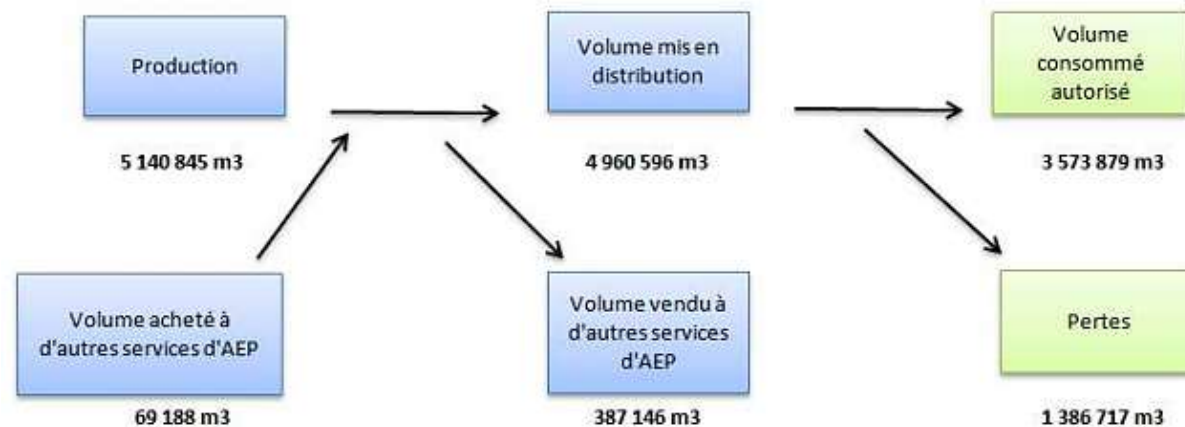 Production
5 140 845 m3
Volume mis en
distribution
4 960 596 m3
Volume
consommé
autorisé
3 573 879 m3
Volume acheté à
d'autres services d'AEP
69 188 m3
Volume vendu à
d'autres services
d'AEP
387 146 m3
Pertes
1 386 717 m3